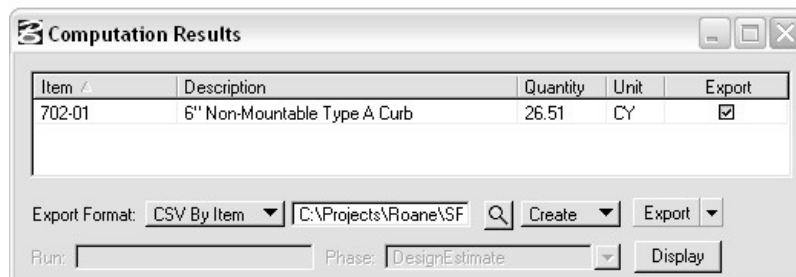 Computation Results
Item Description Quantity Unit Export
702-01 6" Non-Mountable Type A Curb 26.51 CY
Export Format: CSV By Item C:\Projects\Roane\SF Create Export
Run: Phase: DesignEstimate Display